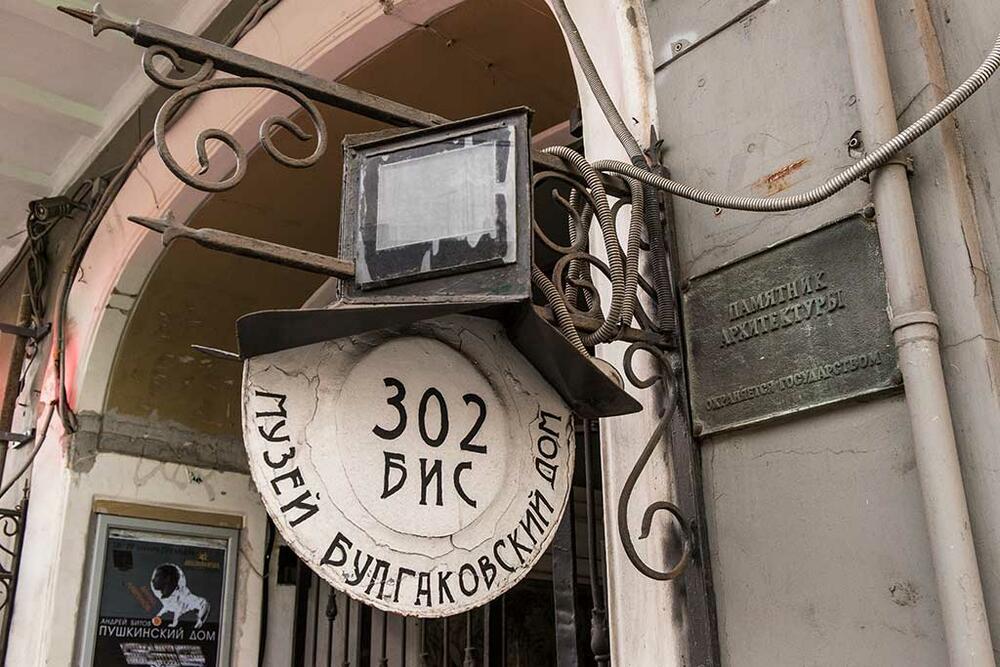 302
БИС
МУЗЕЙ БУЛГАКОВСКИЙ ДОМ
ПАМЯТНИК
АРХИТЕКТУРЫ
ОХРАНЯЕТСЯ ГОСУДАРСТВОМ
АНДРЕЙ БИТОВ
ПУШКИНСКИЙ ДОМ